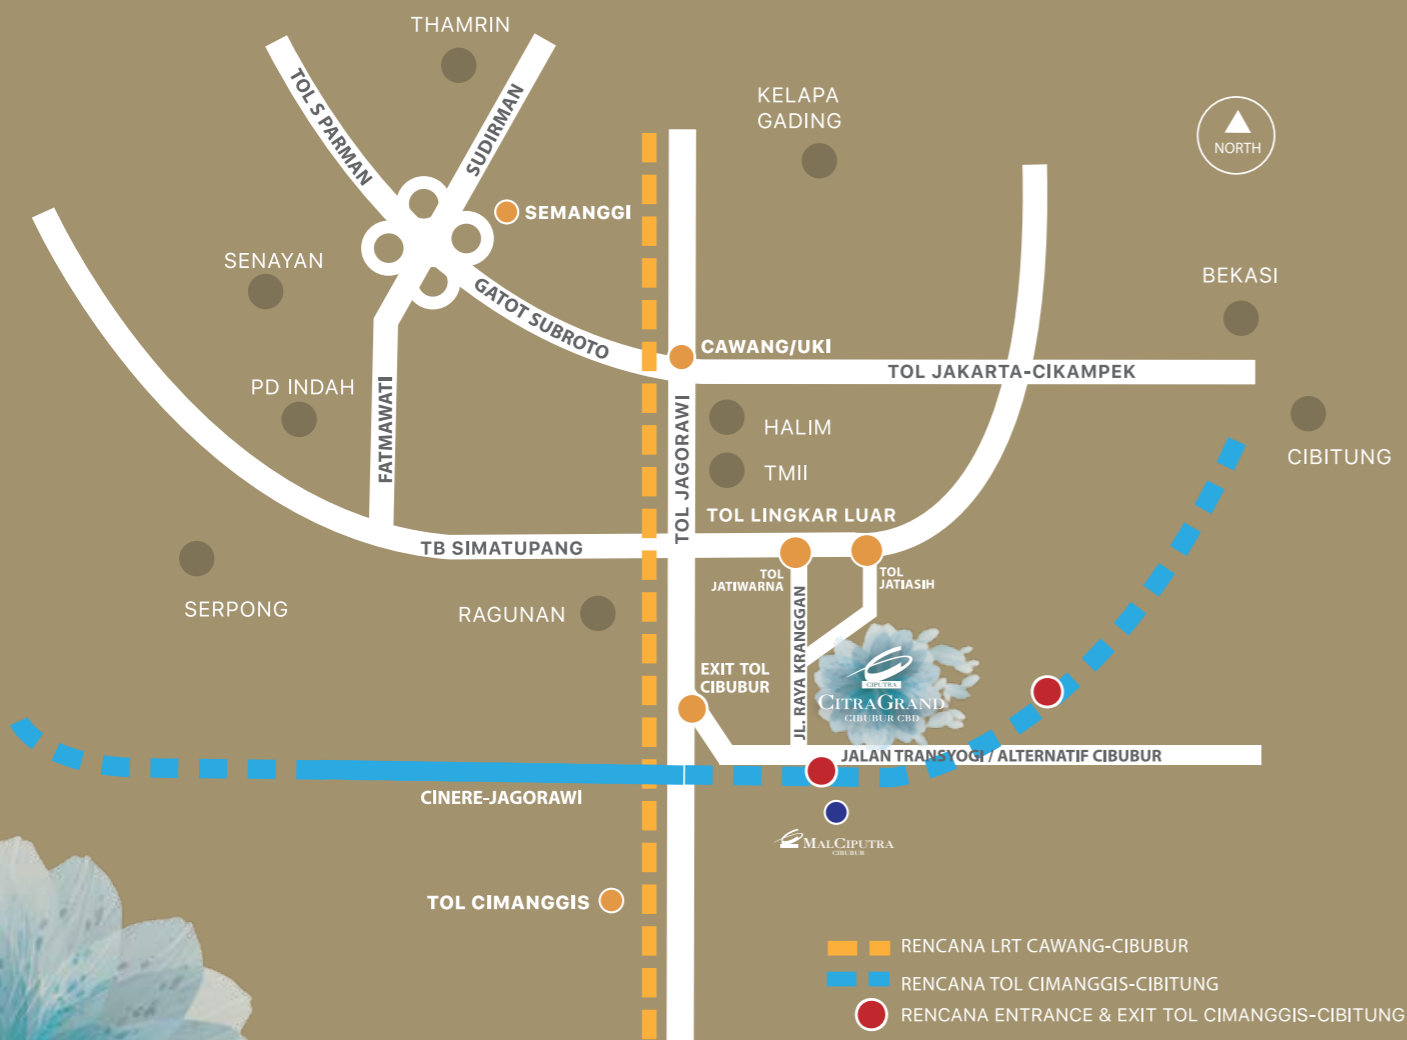 THAMRIN
TOL S PARMAN
SUDIRMAN
KELAPA
GADING
NORTH
SEMANGGI
SENAYAN
GATOT SUBROTO
BEKASI
CAWANG/UKI
TOL JAKARTA-CIKAMPEK
PD INDAH
FATMAWATI
TOL JAGORAWI
HALIM
TMII
CIBITUNG
TOL LINGKAR LUAR
TB SIMATUPANG
TOL
JATIWARNA
TOL
JATIASIH
SERPONG
RAGUNAN
JL. RAYA KRANGGAN
EXIT TOL
CIBUBUR
CIPUTRA
CITRAGRAND
CIBUBUR CBD
JALAN TRANSYOGI / ALTERNATIF CIBUBUR
CINERE-JAGORAWI
MALCIPUTRA
CIBUBUR
TOL CIMANGGIS
RENCANA LRT CAWANG-CIBUBUR
RENCANA TOL CIMANGGIS-CIBITUNG
RENCANA ENTRANCE & EXIT TOL CIMANGGIS-CIBITUNG